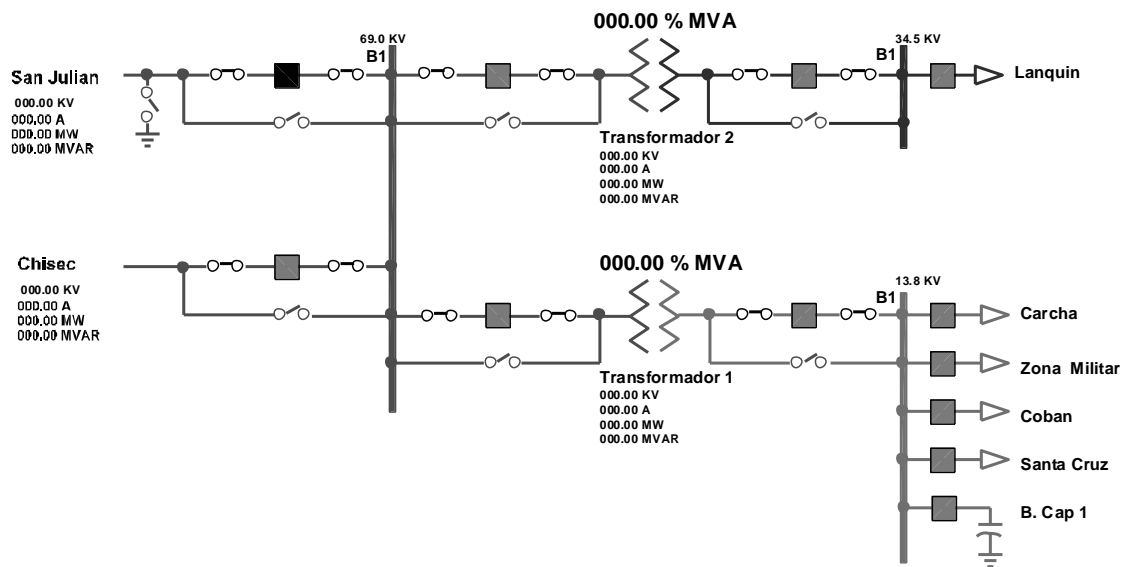 000.00 % MVA
69.0 KV
B1
34.5 KV
B1
San Julian
000.00 KV
000.00 A
000.00 MW
000.00 MVAR
Lanquin
Transformador 2
000.00 KV
000.00 A
000.00 MW
000.00 MVAR
Chisec
000.00 KV
000.00 A
000.00 MW
000.00 MVAR
000.00 % MVA
13.8 KV
B1
Carcha
Zona Militar
Transformador 1
000.00 KV
000.00 A
000.00 MW
000.00 MVAR
Coban
Santa Cruz
B. Cap 1